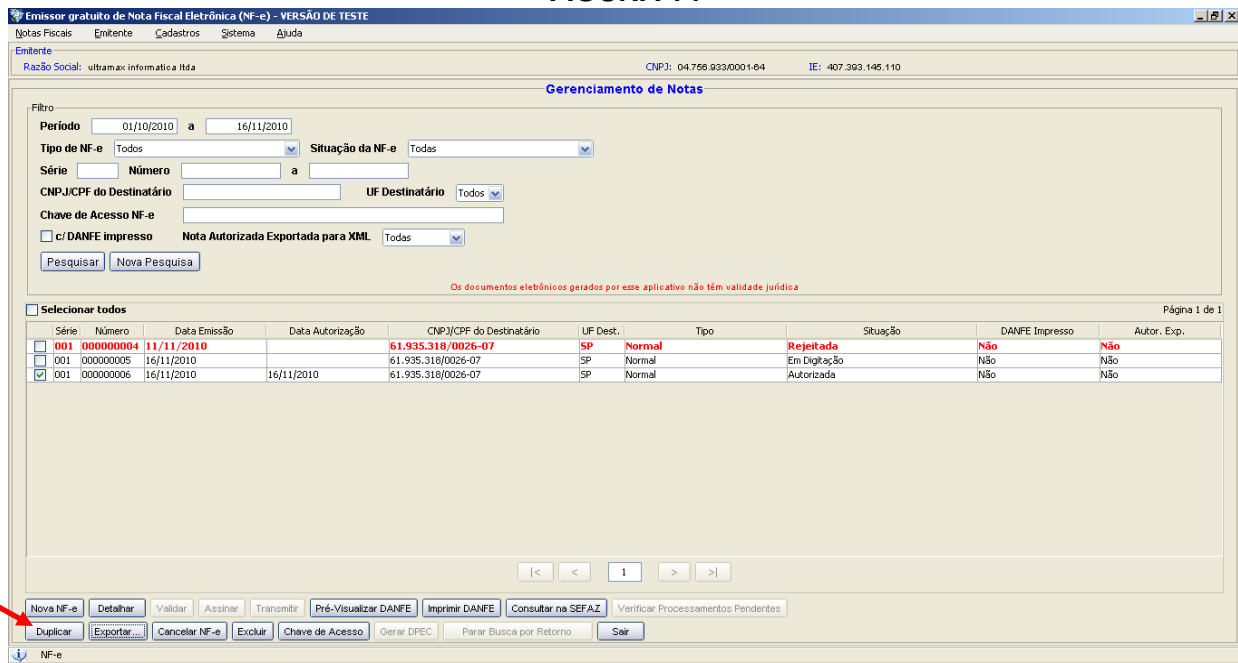 Emissor gratuito de Nota Fiscal Eletrônica (NF-e) - VERSÃO DE TESTE
Notas Fiscais Emitente Cadastros Sistema Ajuda
Emitente
Razão Social: ultramax informatica ltda CNPJ: 04.756.933/0001-64 IE: 407.393.145.110
Gerenciamento de Notas
Filtro
Período 01/10/2010 a 16/11/2010
Tipo de NF-e Todos Situação da NF-e Todas
Série Número a
CNPJ/CPF do Destinatário UF Destinatário Todos
Chave de Acesso NF-e
c/ DANFE impresso Nota Autorizada Exportada para XML Todas
Pesquisar Nova Pesquisa
Os documentos eletrônicos gerados por esse aplicativo não têm validade jurídica
Selecionar todos Página 1 de 1
Série Número Data Emissão Data Autorização CNPJ/CPF do Destinatário UF Dest. Tipo Situação DANFE Impresso Autor. Exp.
001 000000004 11/11/2010 61.935.318/0026-07 SP Normal Rejeitada Não Não
001 000000005 16/11/2010 61.935.318/0026-07 SP Normal Em Digitação Não Não
001 000000006 16/11/2010 16/11/2010 61.935.318/0026-07 SP Normal Autorizada Não Não
|< < 1 > >|
Nova NF-e Detalhar Validar Assinar Transmitir Pré-Visualizar DANFE Imprimir DANFE Consultar na SEFAZ Verificar Processamentos Pendentes
Duplicar Exportar... Cancelar NF-e Excluir Chave de Acesso Gerar DPEC Parar Busca por Retorno Sair
NF-e